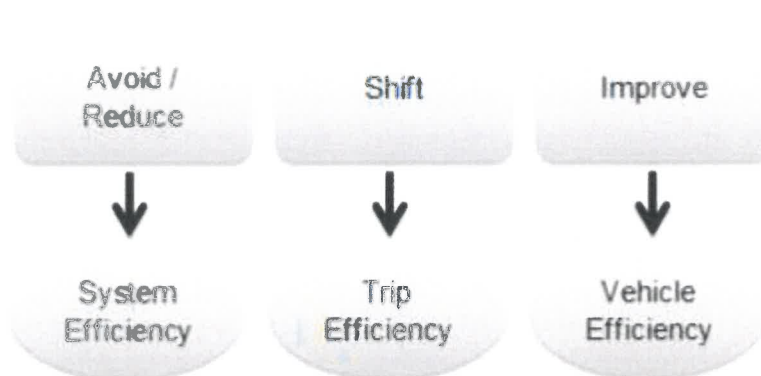 Avoid /
Reduce
Shift
Improve
System
Efficiency
Trip
Efficiency
Vehicle
Efficiency